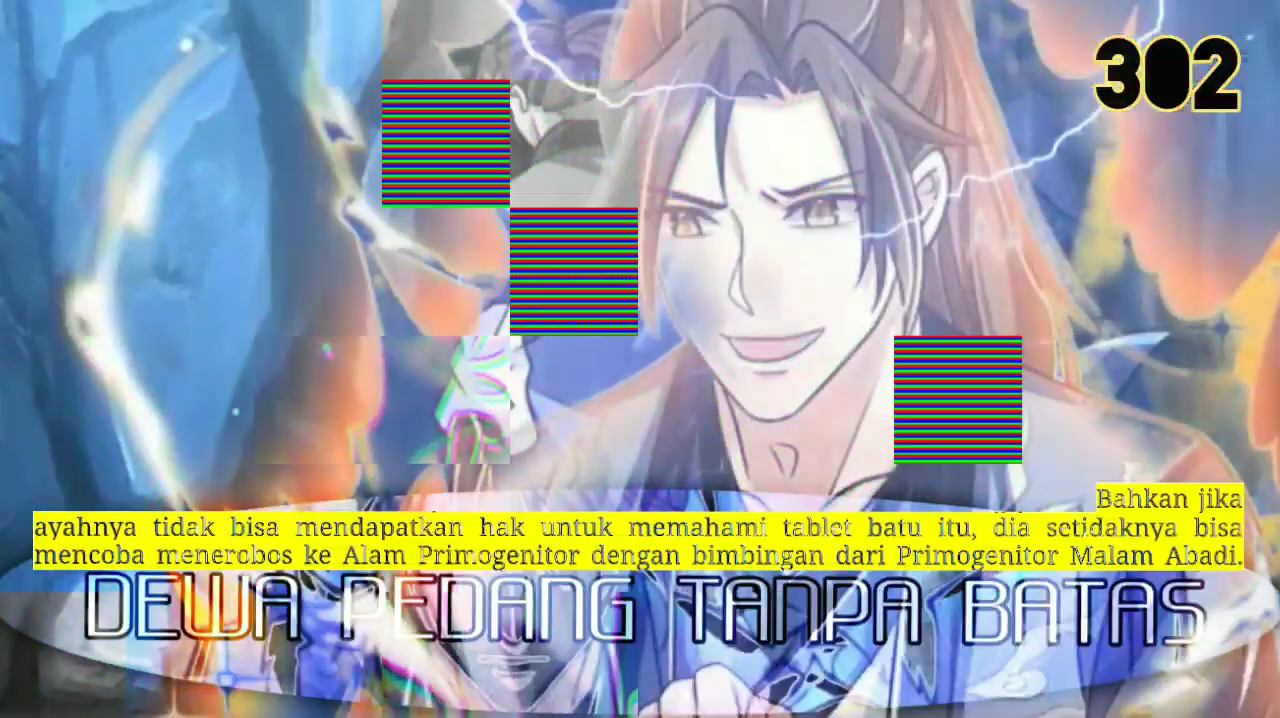 302
Bahkan jika
ayahnya tidak bisa mendapatkan hak untuk memahami tablet batu itu, dia setidaknya bisa
mencoba menerobos ke Alam Primogenitor dengan bimbingan dari Primogenitor Malam Abadi.
DEWA PEDANG TANPA BATAS